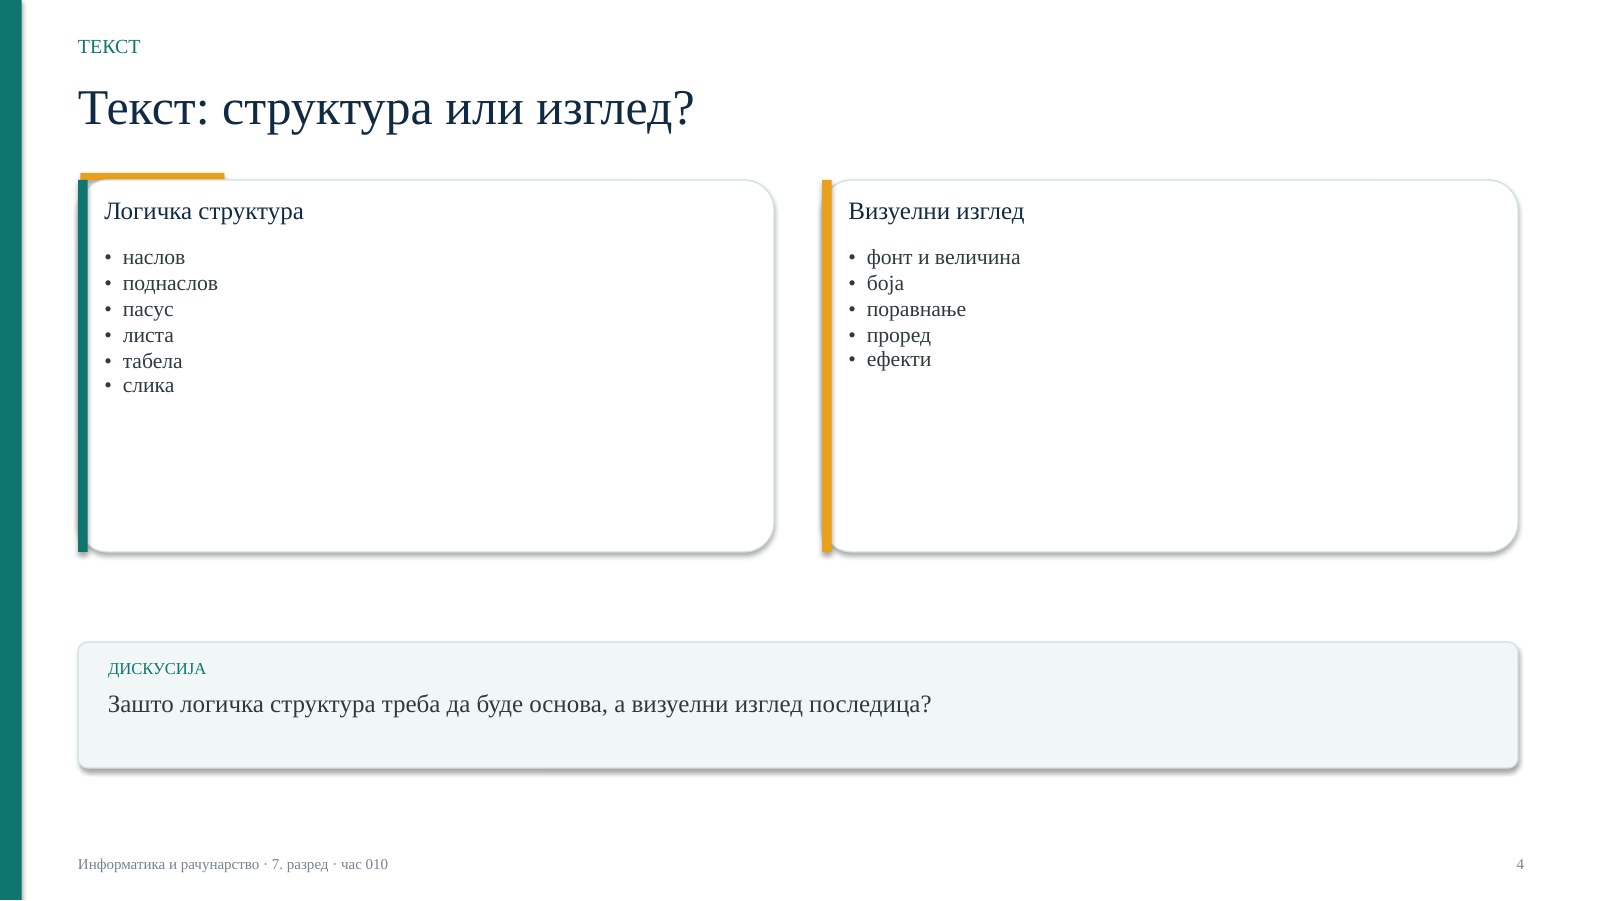 ТЕКСТ
Текст: структура или изглед?
Логичка структура
• наслов
• поднаслов
• пасус
• листа
• табела
• слика
Визуелни изглед
• фонт и величина
• боја
• поравнање
• проред
• ефекти
ДИСКУСИЈА
Зашто логичка структура треба да буде основа, а визуелни изглед последица?
Информатика и рачунарство · 7. разред · час 010
4